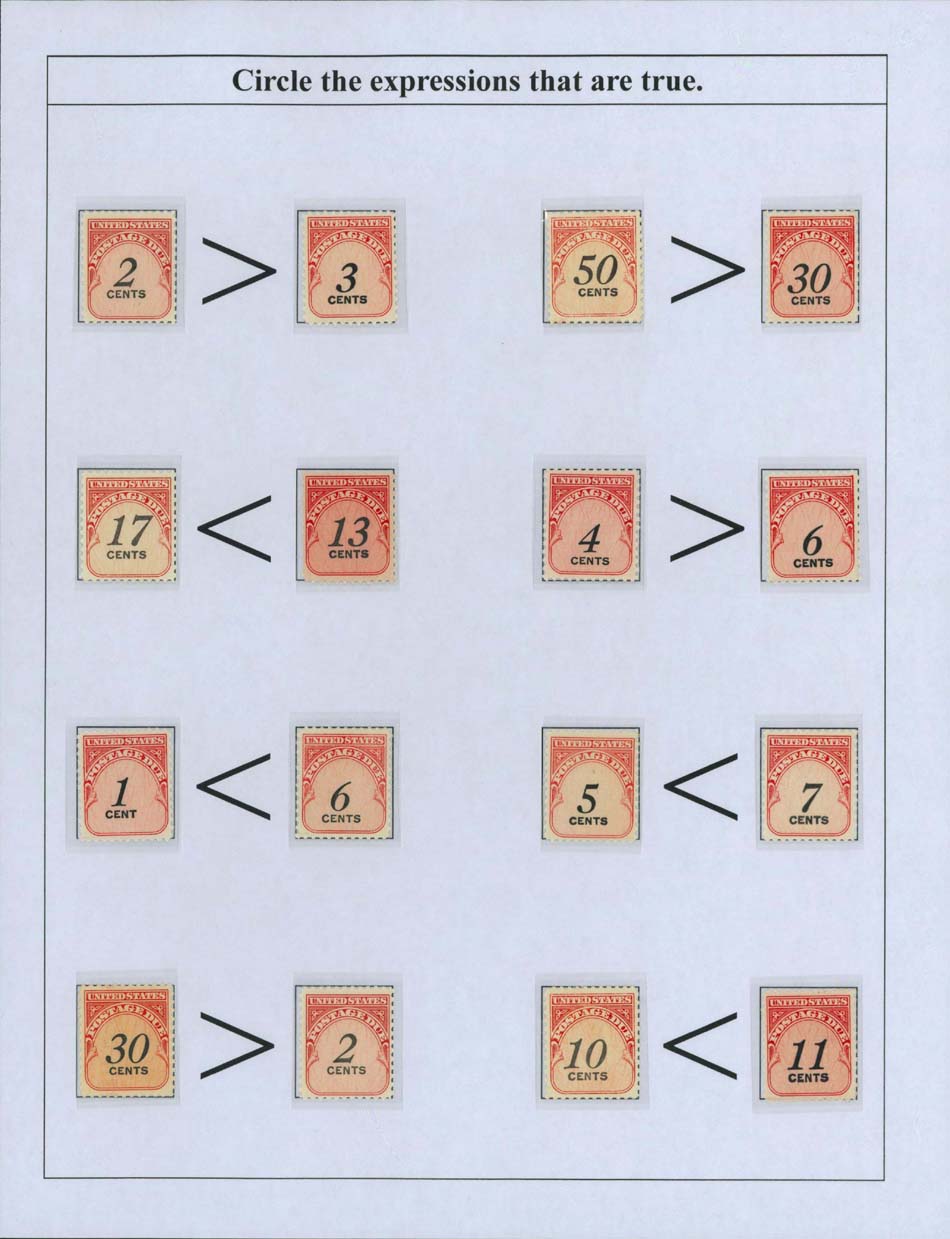 Circle the expressions that are true.
UNITED STATES
POSTAGE DUE
2
CENTS
>
UNITED STATES
POSTAGE DUE
3
CENTS
UNITED STATES
POSTAGE DUE
50
CENTS
>
UNITED STATES
POSTAGE DUE
30
CENTS
UNITED STATES
POSTAGE DUE
17
CENTS
<
UNITED STATES
POSTAGE DUE
13
CENTS
UNITED STATES
POSTAGE DUE
4
CENTS
>
UNITED STATES
POSTAGE DUE
6
CENTS
UNITED STATES
POSTAGE DUE
1
CENT
<
UNITED STATES
POSTAGE DUE
6
CENTS
UNITED STATES
POSTAGE DUE
5
CENTS
<
UNITED STATES
POSTAGE DUE
7
CENTS
UNITED STATES
POSTAGE DUE
30
CENTS
>
UNITED STATES
POSTAGE DUE
2
CENTS
UNITED STATES
POSTAGE DUE
10
CENTS
<
UNITED STATES
POSTAGE DUE
11
CENTS